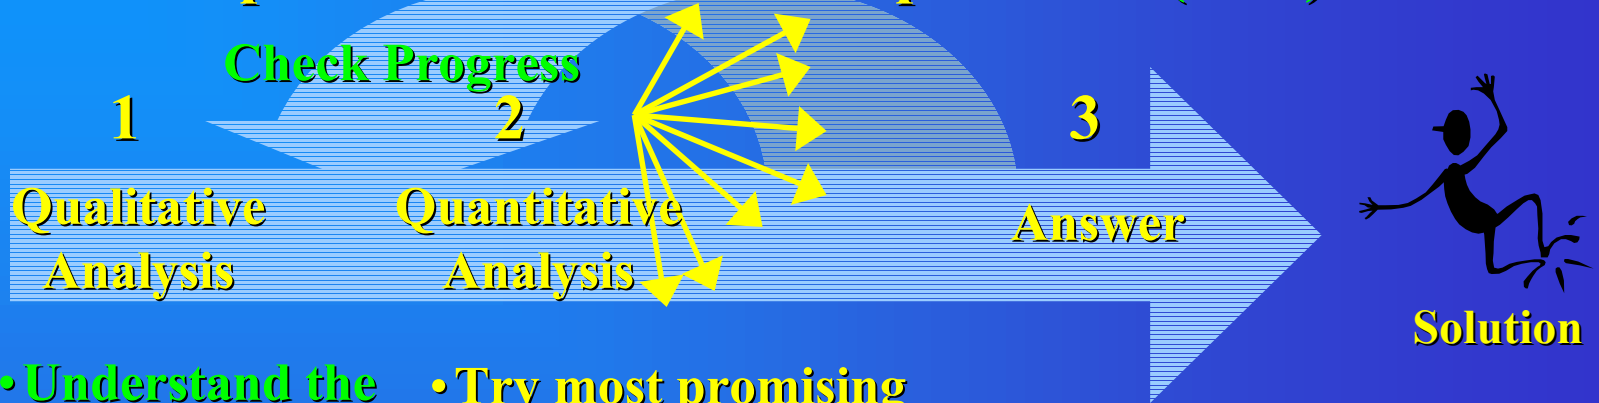 Check Progress
1 2 3
Qualitative Quantitative Answer
Analysis Analysis
Solution
• Understand the • Try most promising